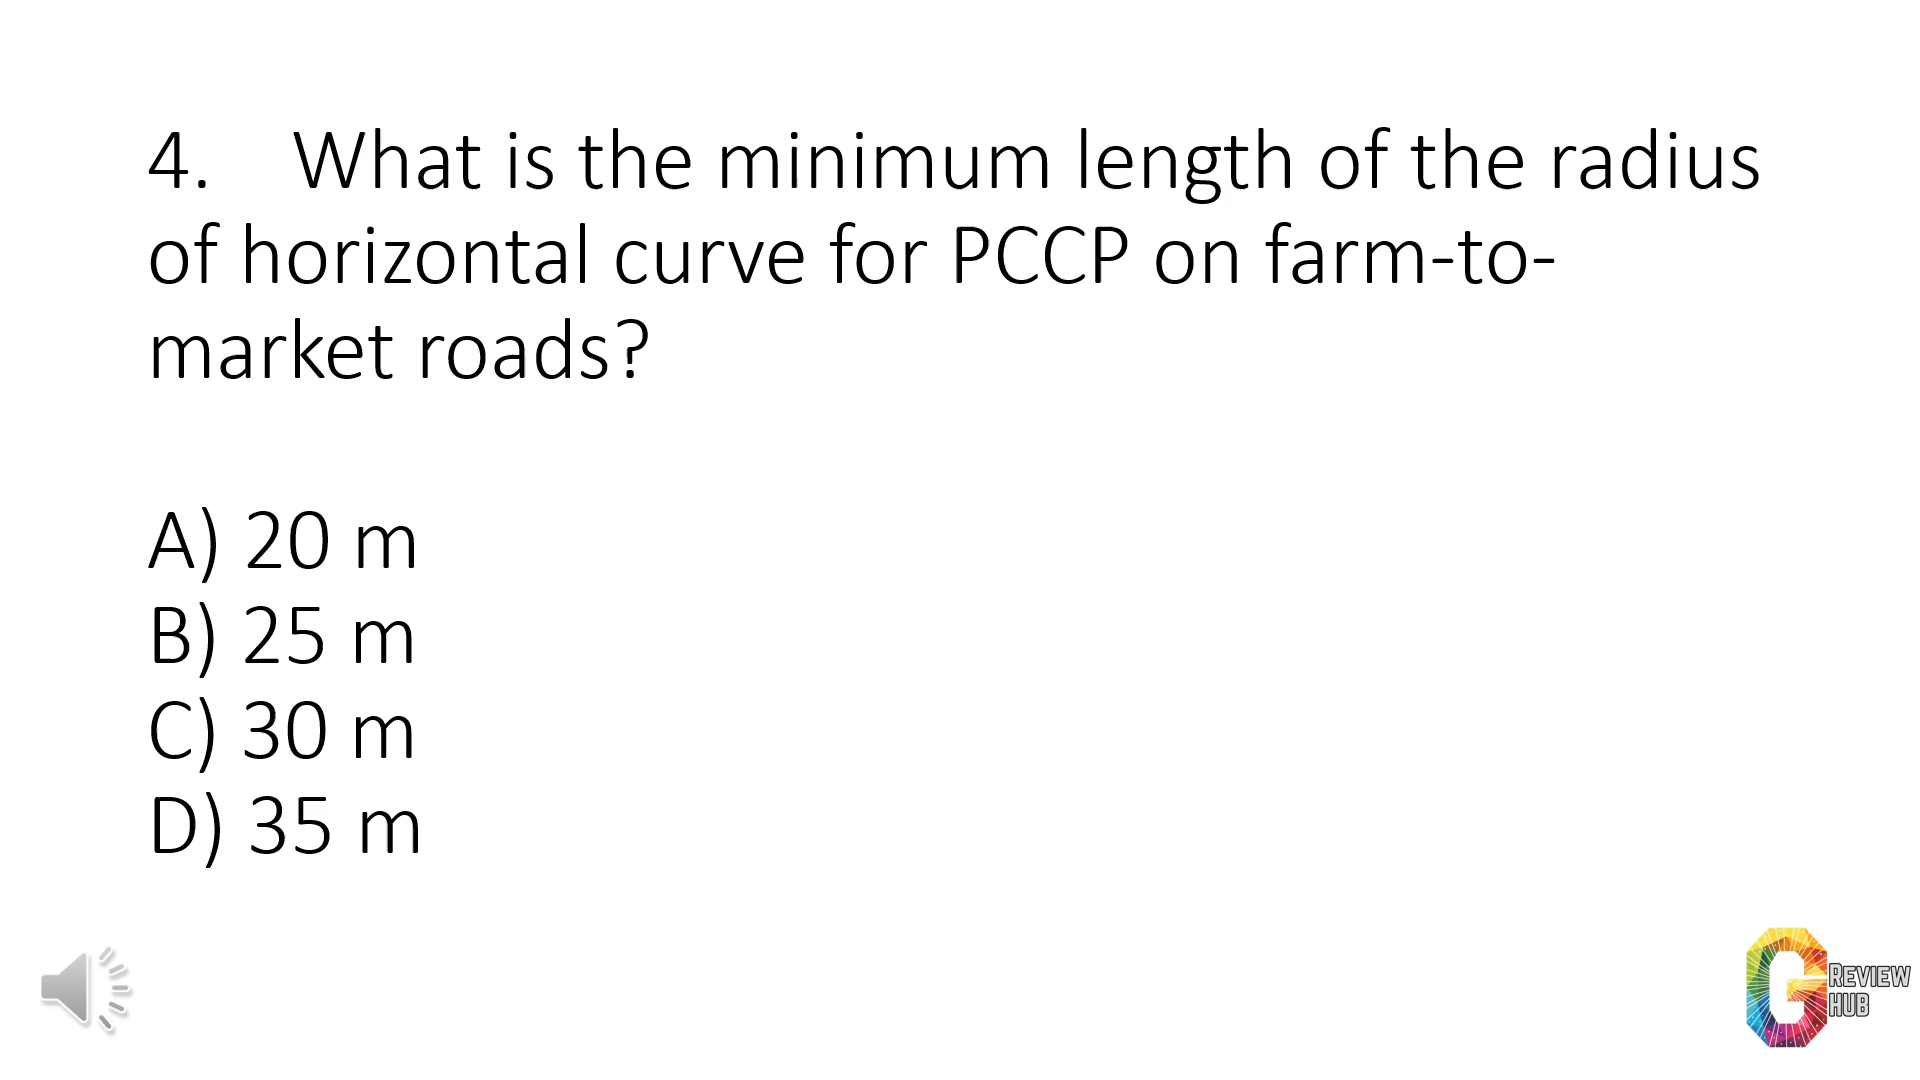 4. What is the minimum length of the radius
of horizontal curve for PCCP on farm-to-
market roads?
A) 20 m
B) 25 m
C) 30 m
D) 35 m
G REVIEW
HUB